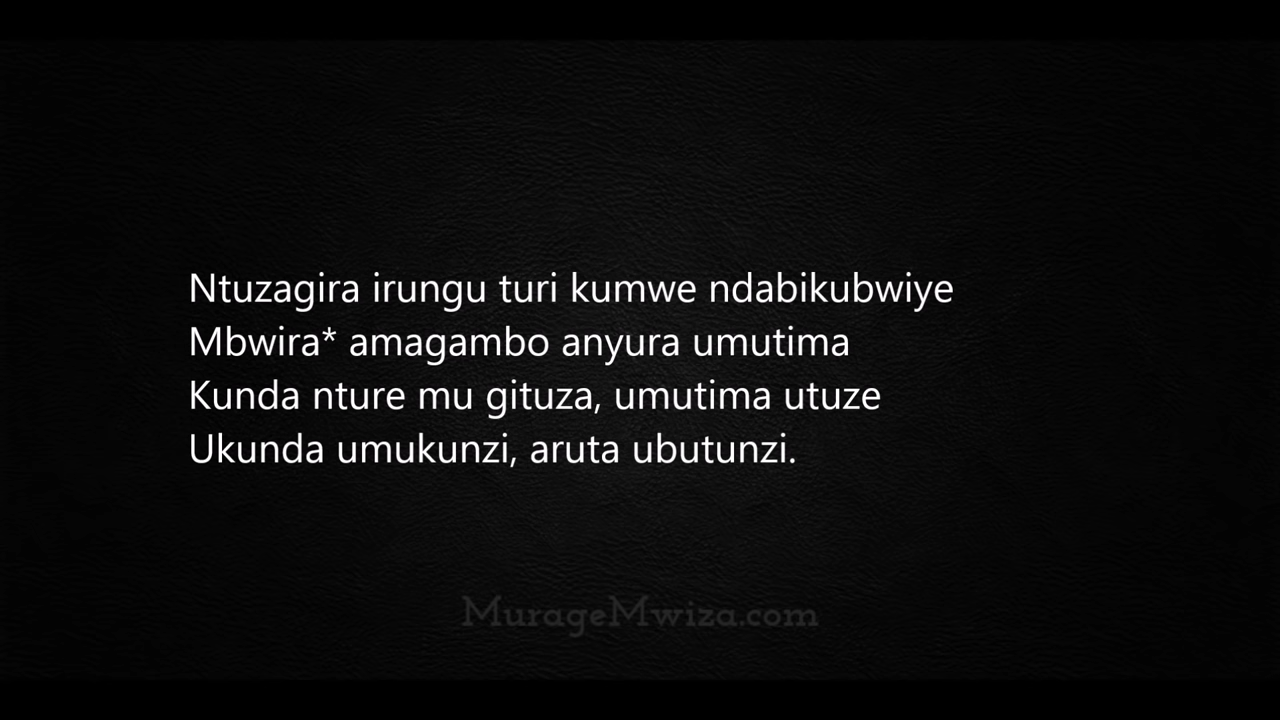 Ntuzagira irungu turi kumwe ndabikubwiye
Mbwira* amagambo anyura umutima
Kunda nture mu gituza, umutima utuze
Ukunda umukunzi, aruta ubutunzi.
MurageMwiza.com